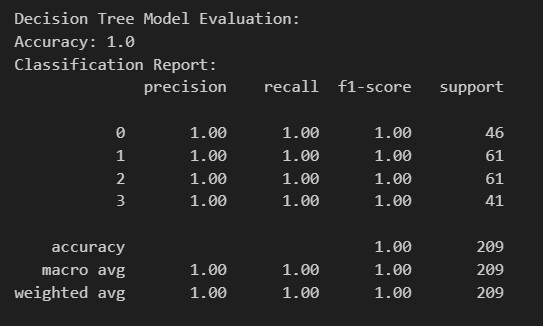 Decision Tree Model Evaluation:
Accuracy: 1.0
Classification Report:
precision recall f1-score support
0 1.00 1.00 1.00 46
1 1.00 1.00 1.00 61
2 1.00 1.00 1.00 61
3 1.00 1.00 1.00 41
accuracy 1.00 209
macro avg 1.00 1.00 1.00 209
weighted avg 1.00 1.00 1.00 209